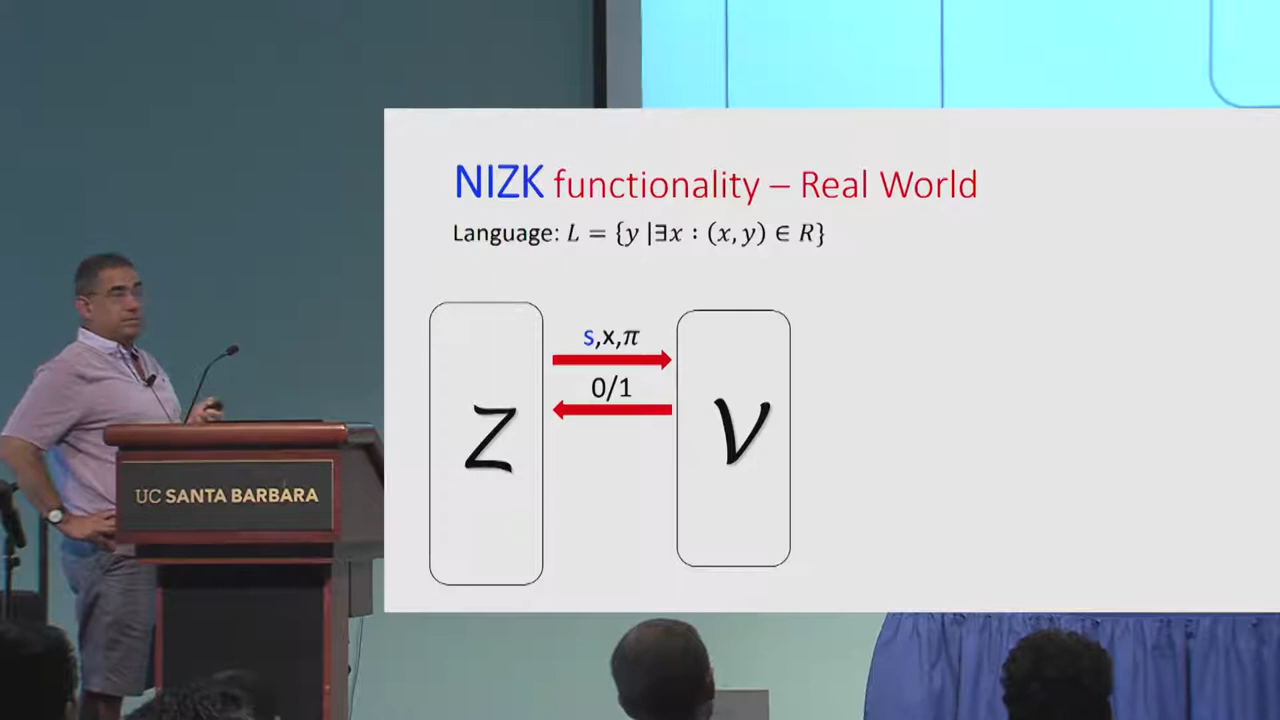 NIZK functionality – Real World
Language: L = {y |∃x : (x, y) ∈ R}
s,x,π
0/1
Z
V
UC SANTA BARBARA